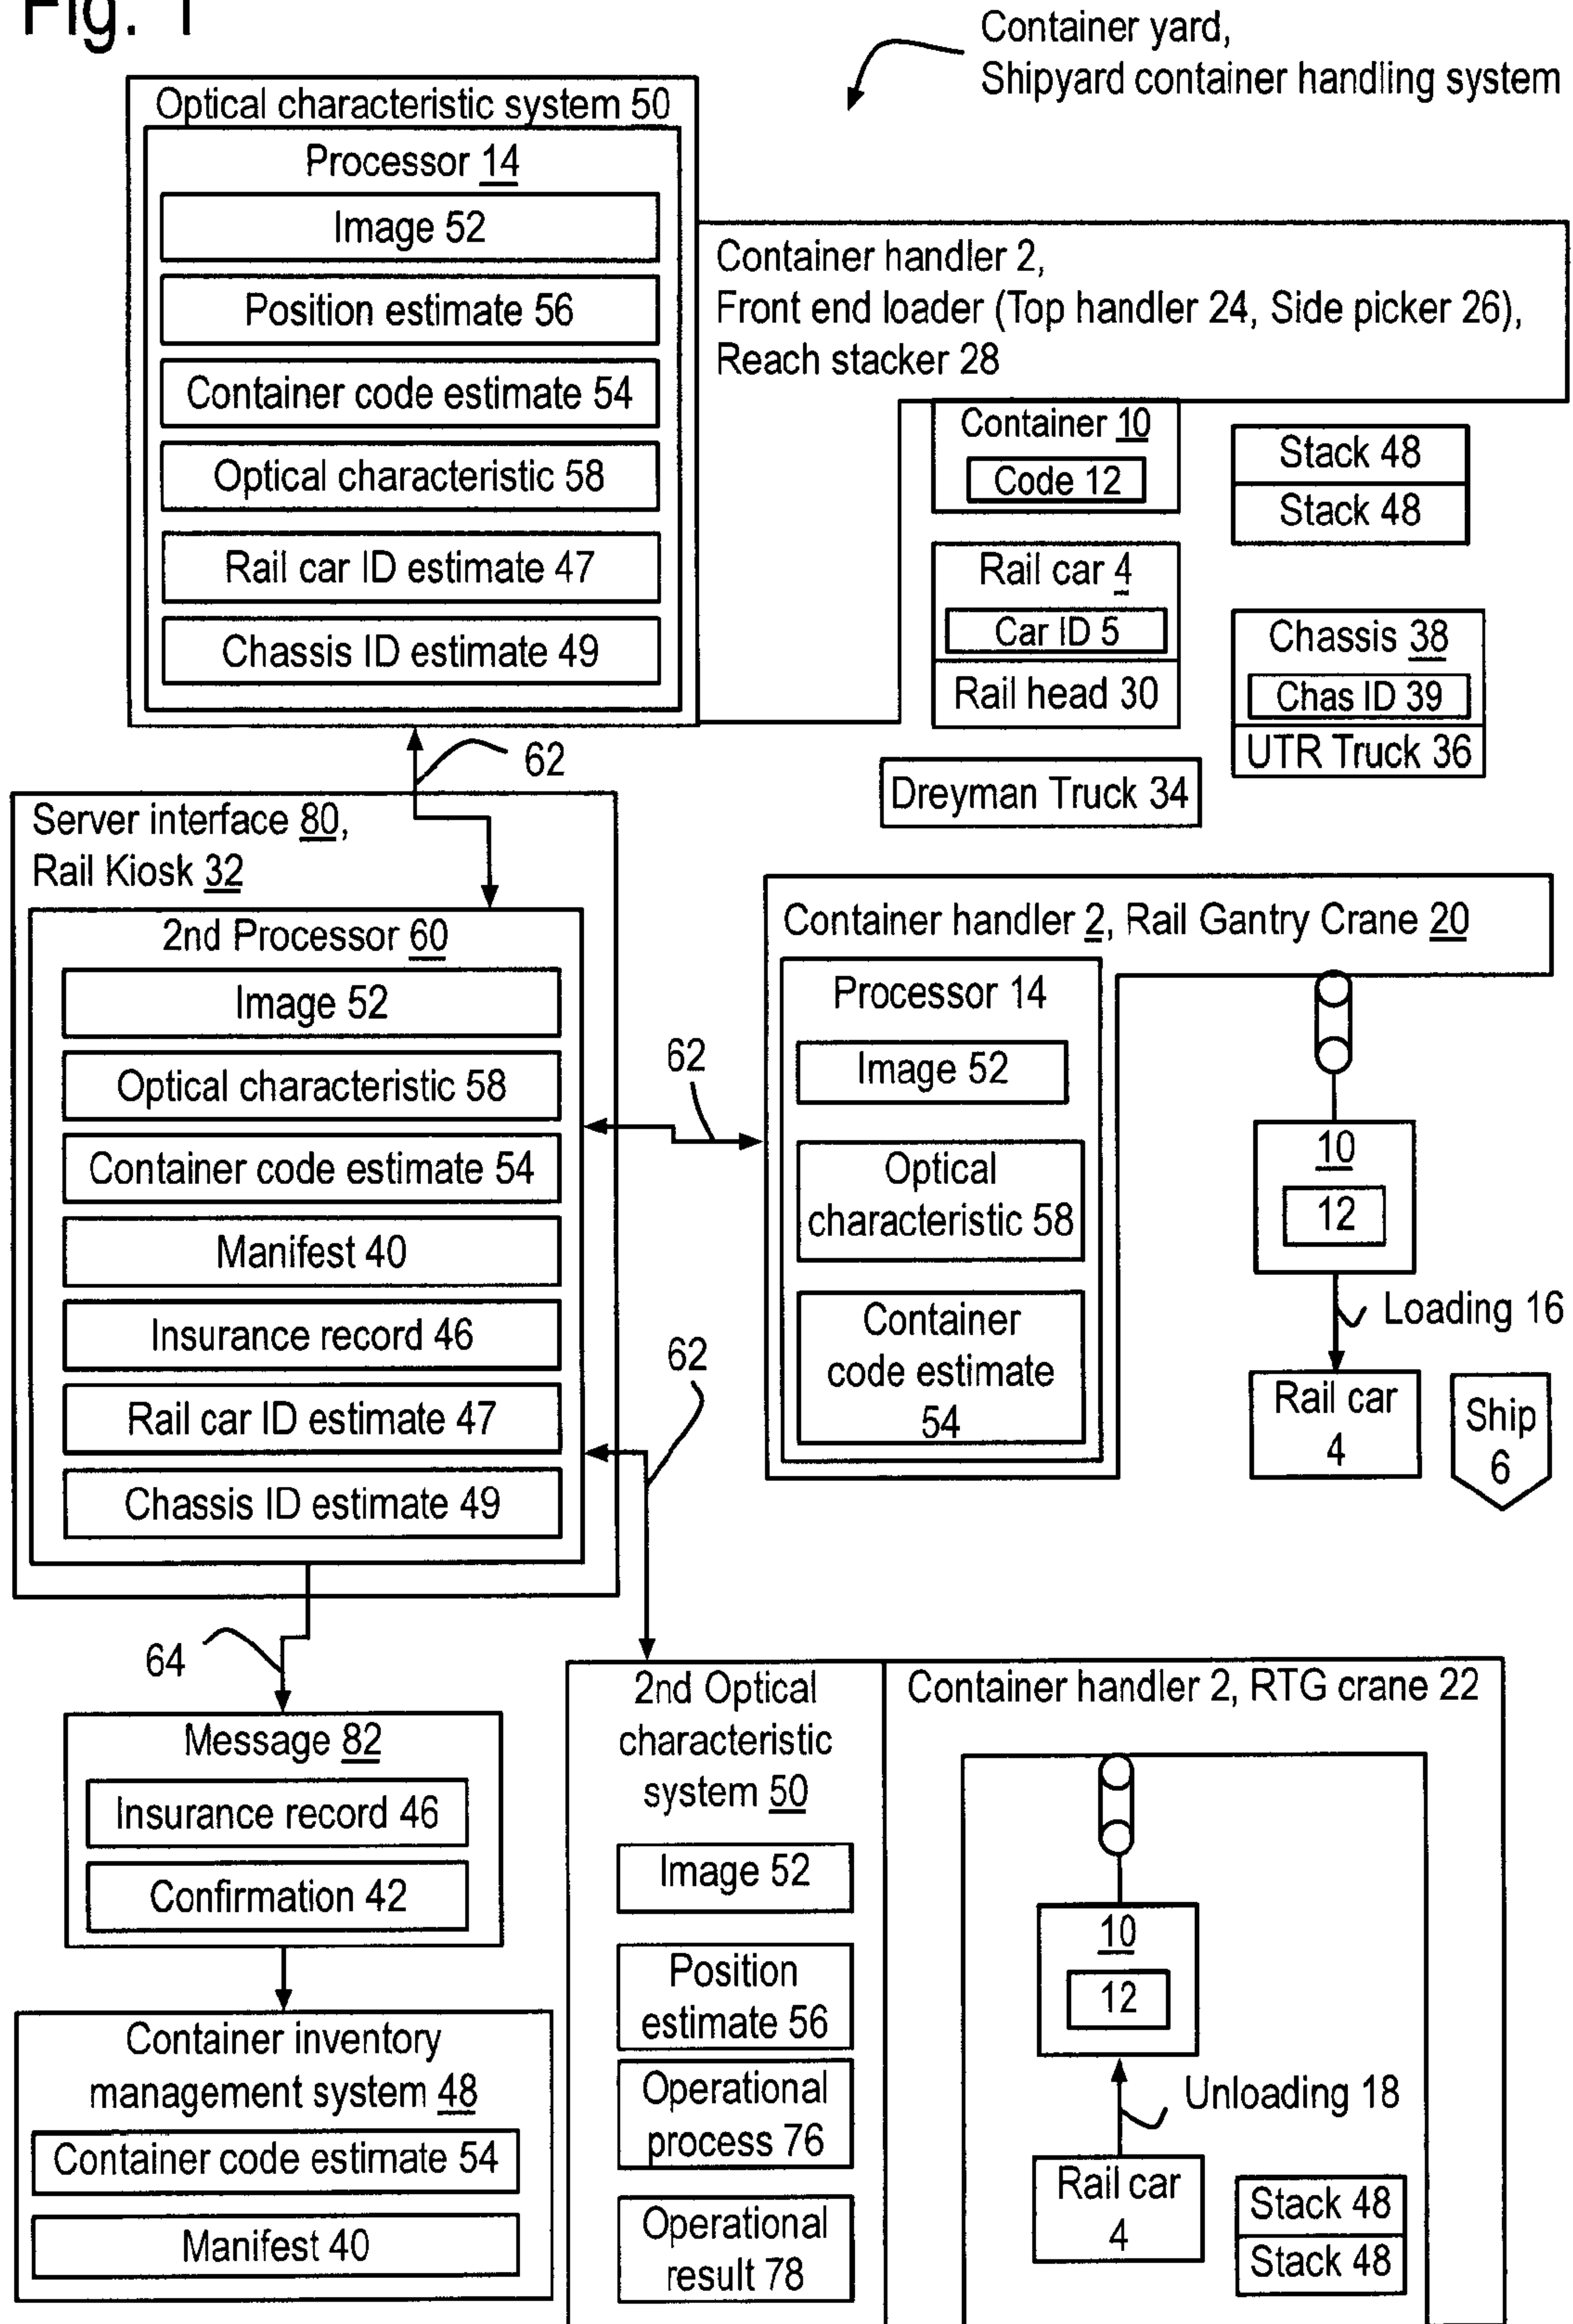 Fig. 1
Container yard,
Shipyard container handling system
Optical characteristic system 50
Processor 14
Image 52
Position estimate 56
Container code estimate 54
Optical characteristic 58
Rail car ID estimate 47
Chassis ID estimate 49
Container handler 2,
Front end loader (Top handler 24, Side picker 26),
Reach stacker 28
Container 10
Code 12
Stack 48
Stack 48
Rail car 4
Car ID 5
Rail head 30
Chassis 38
Chas ID 39
UTR Truck 36
Dreyman Truck 34
62
Server interface 80,
Rail Kiosk 32
2nd Processor 60
Image 52
Optical characteristic 58
Container code estimate 54
Manifest 40
Insurance record 46
Rail car ID estimate 47
Chassis ID estimate 49
62
62
Container handler 2, Rail Gantry Crane 20
Processor 14
Image 52
Optical
characteristic 58
Container
code estimate
54
10
12
Loading 16
Rail car
4
Ship
6
64
Message 82
Insurance record 46
Confirmation 42
Container inventory
management system 48
Container code estimate 54
Manifest 40
2nd Optical
characteristic
system 50
Image 52
Position
estimate 56
Operational
process 76
Operational
result 78
Container handler 2, RTG crane 22
10
12
Unloading 18
Rail car
4
Stack 48
Stack 48